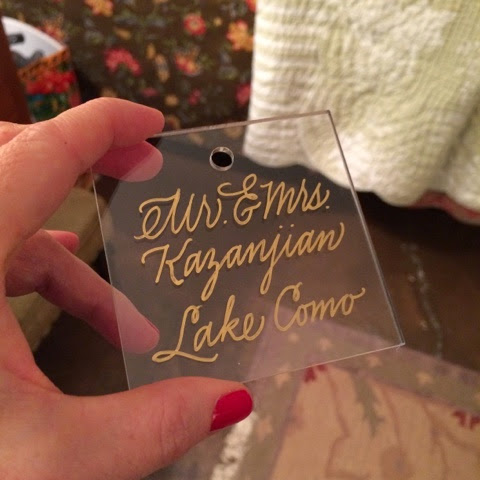 Mr. & Mrs.
Kazanjian
Lake Como